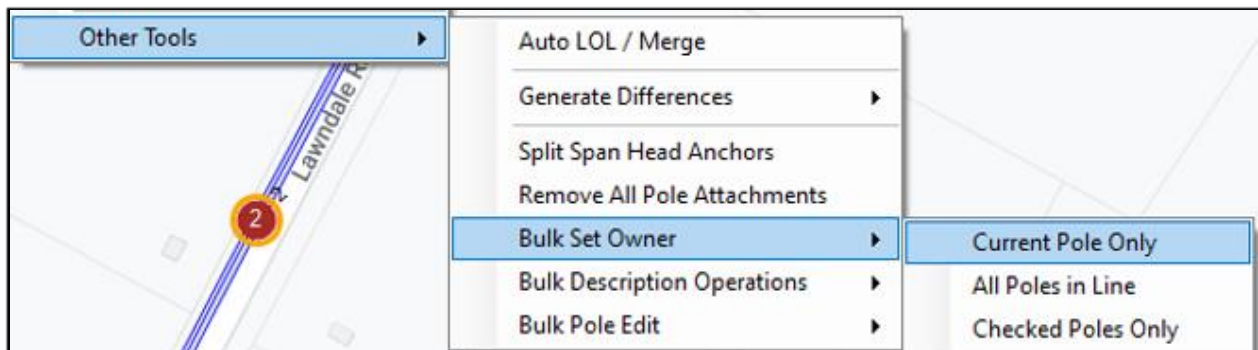 Other Tools
Auto LOL / Merge
Generate Differences
Split Span Head Anchors
Remove All Pole Attachments
Bulk Set Owner
Bulk Description Operations
Bulk Pole Edit
Current Pole Only
All Poles in Line
Checked Poles Only
Lawndale R
2
2